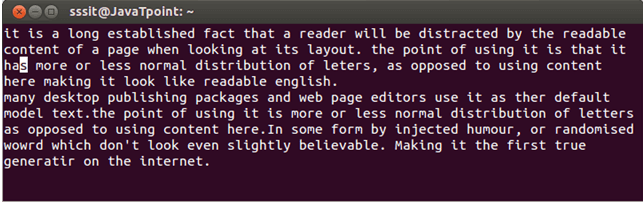 sssit@JavaTpoint: ~
it is a long established fact that a reader will be distracted by the readable
content of a page when looking at its layout. the point of using it is that it
has more or less normal distribution of leters, as opposed to using content
here making it look like readable english.
many desktop publishing packages and web page editors use it as ther default
model text.the point of using it is more or less normal distribution of letters
as opposed to using content here.In some form by injected humour, or randomised
wowrd which don't look even slightly believable. Making it the first true
generatir on the internet.